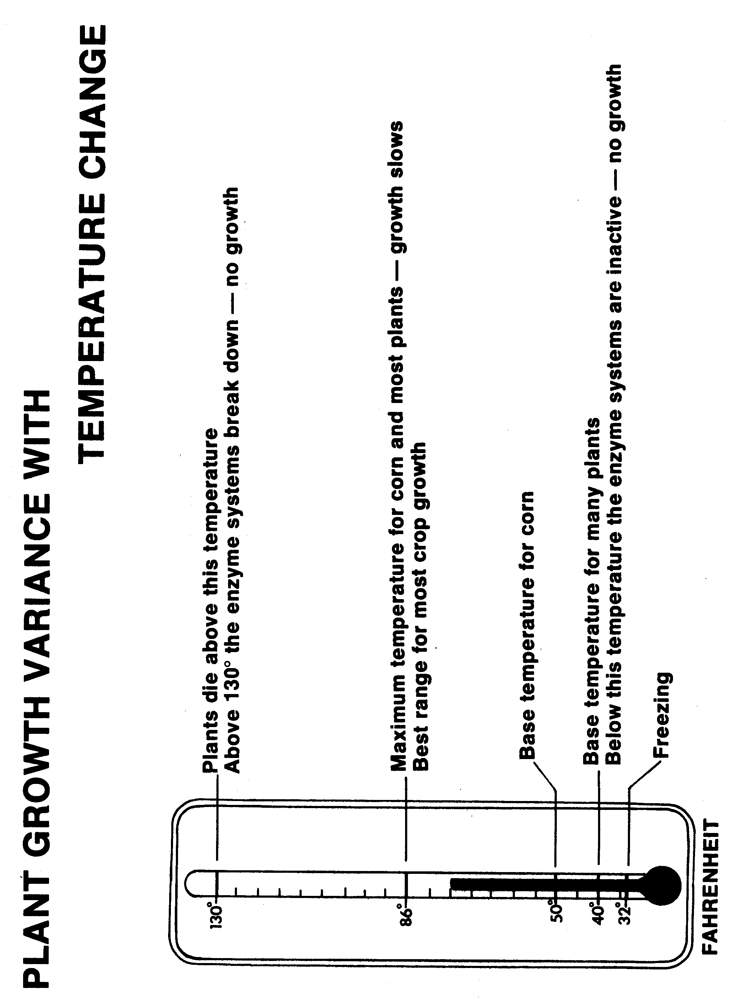 PLANT GROWTH VARIANCE WITH
TEMPERATURE CHANGE
130°
Plants die above this temperature
Above 130° the enzyme systems break down — no growth
86°
Maximum temperature for corn and most plants — growth slows
Best range for most crop growth
50°
Base temperature for corn
40°
Base temperature for many plants
Below this temperature the enzyme systems are inactive — no growth
32°
Freezing
FAHRENHEIT